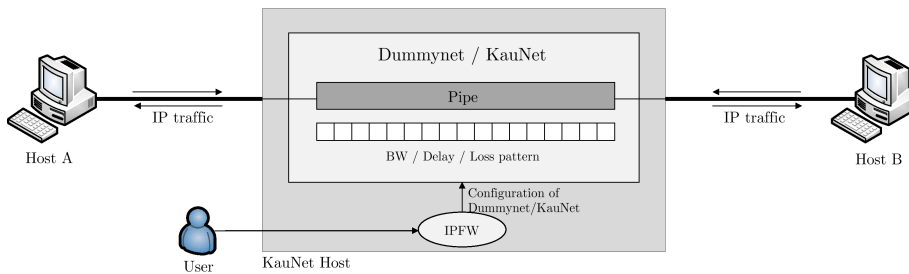 Dummynet / KauNet
Pipe
IP traffic
IP traffic
BW / Delay / Loss pattern
Host A
Host B
Configuration of
Dummynet/KauNet
IPFW
User
KauNet Host